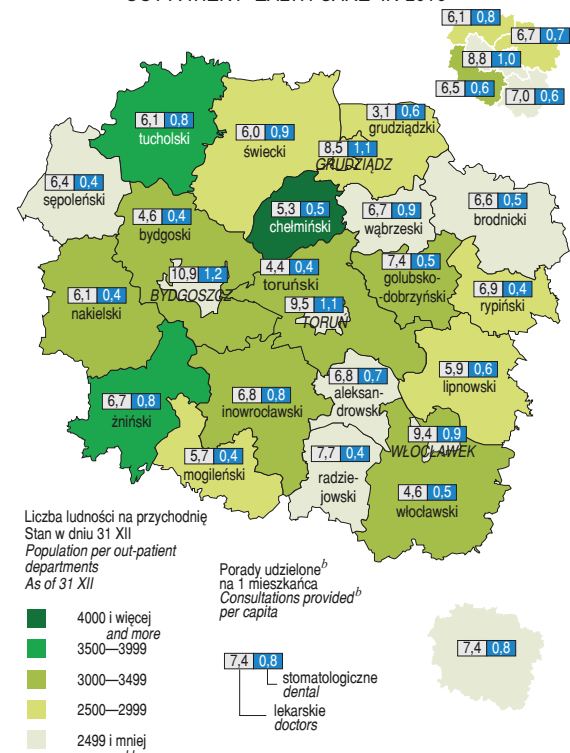 6,1 0,8
6,7 0,7
8,8 1,0
6,5 0,6
7,0 0,6
6,1 0,8
tucholski
6,0 0,9
świecki
3,1 0,6
grudziądzki
8,5 1,1
GRUDZIĄDZ
6,4 0,4
sępoleński
4,6 0,4
bydgoski
5,3 0,5
chełmiński
6,7 0,9
wąbrzeski
6,6 0,5
brodnicki
10,9 1,2
BYDGOSZCZ
4,4 0,4
toruński
7,4 0,5
golubsko-
-dobrzyński
6,1 0,4
nakielski
9,5 1,1
TORUŃ
6,9 0,4
rypiński
6,7 0,8
żniński
6,8 0,8
inowrocławski
6,8 0,7
aleksan-
drowski
5,9 0,6
lipnowski
5,7 0,4
mogileński
7,7 0,4
radzie-
jowski
9,4 0,9
WŁOCŁAWEK
4,6 0,5
włocławski
Liczba ludności na przychodnię
Stan w dniu 31 XII
Population per out-patient
departments
As of 31 XII
4000 i więcej
and more
3500—3999
3000—3499
2500—2999
2499 i mniej
Porady udzielone b
na 1 mieszkańca
Consultations provided b
per capita
7,4 0,8
stomatologiczne
dental
lekarskie
doctors
7,4 0,8